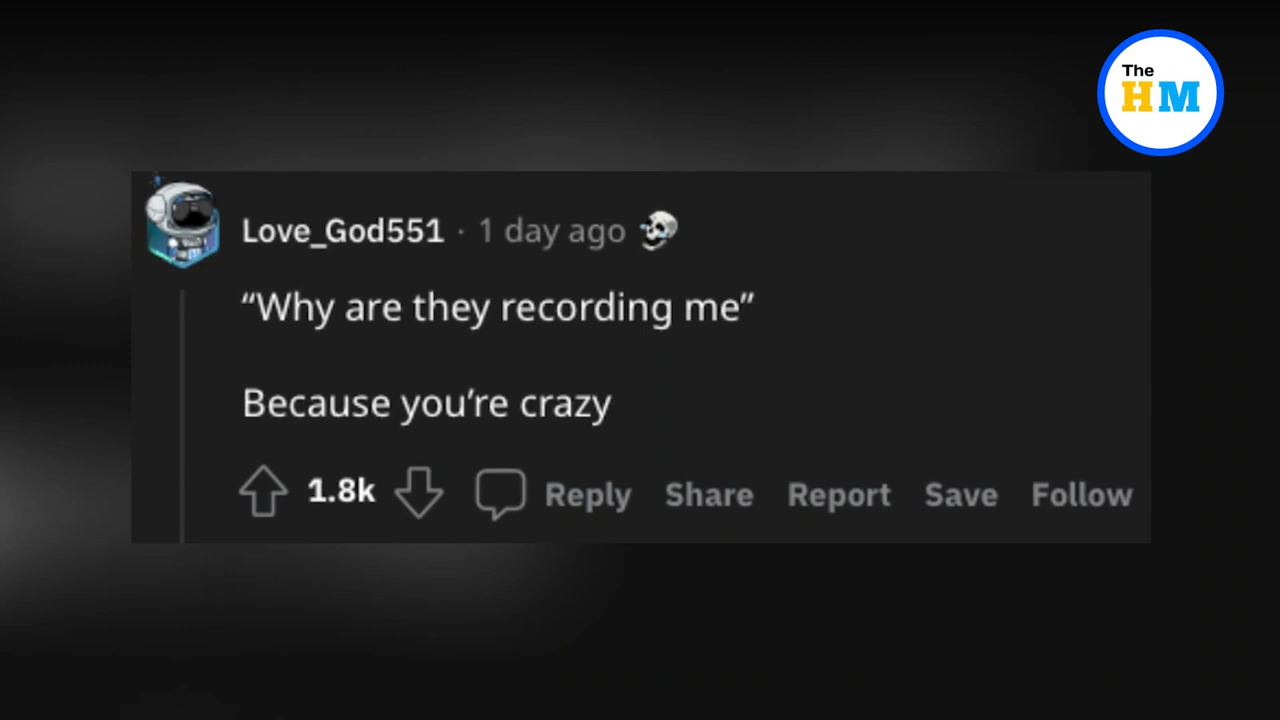 The
HM
Love_God551 · 1 day ago
“Why are they recording me”
Because you’re crazy
1.8k Reply Share Report Save Follow